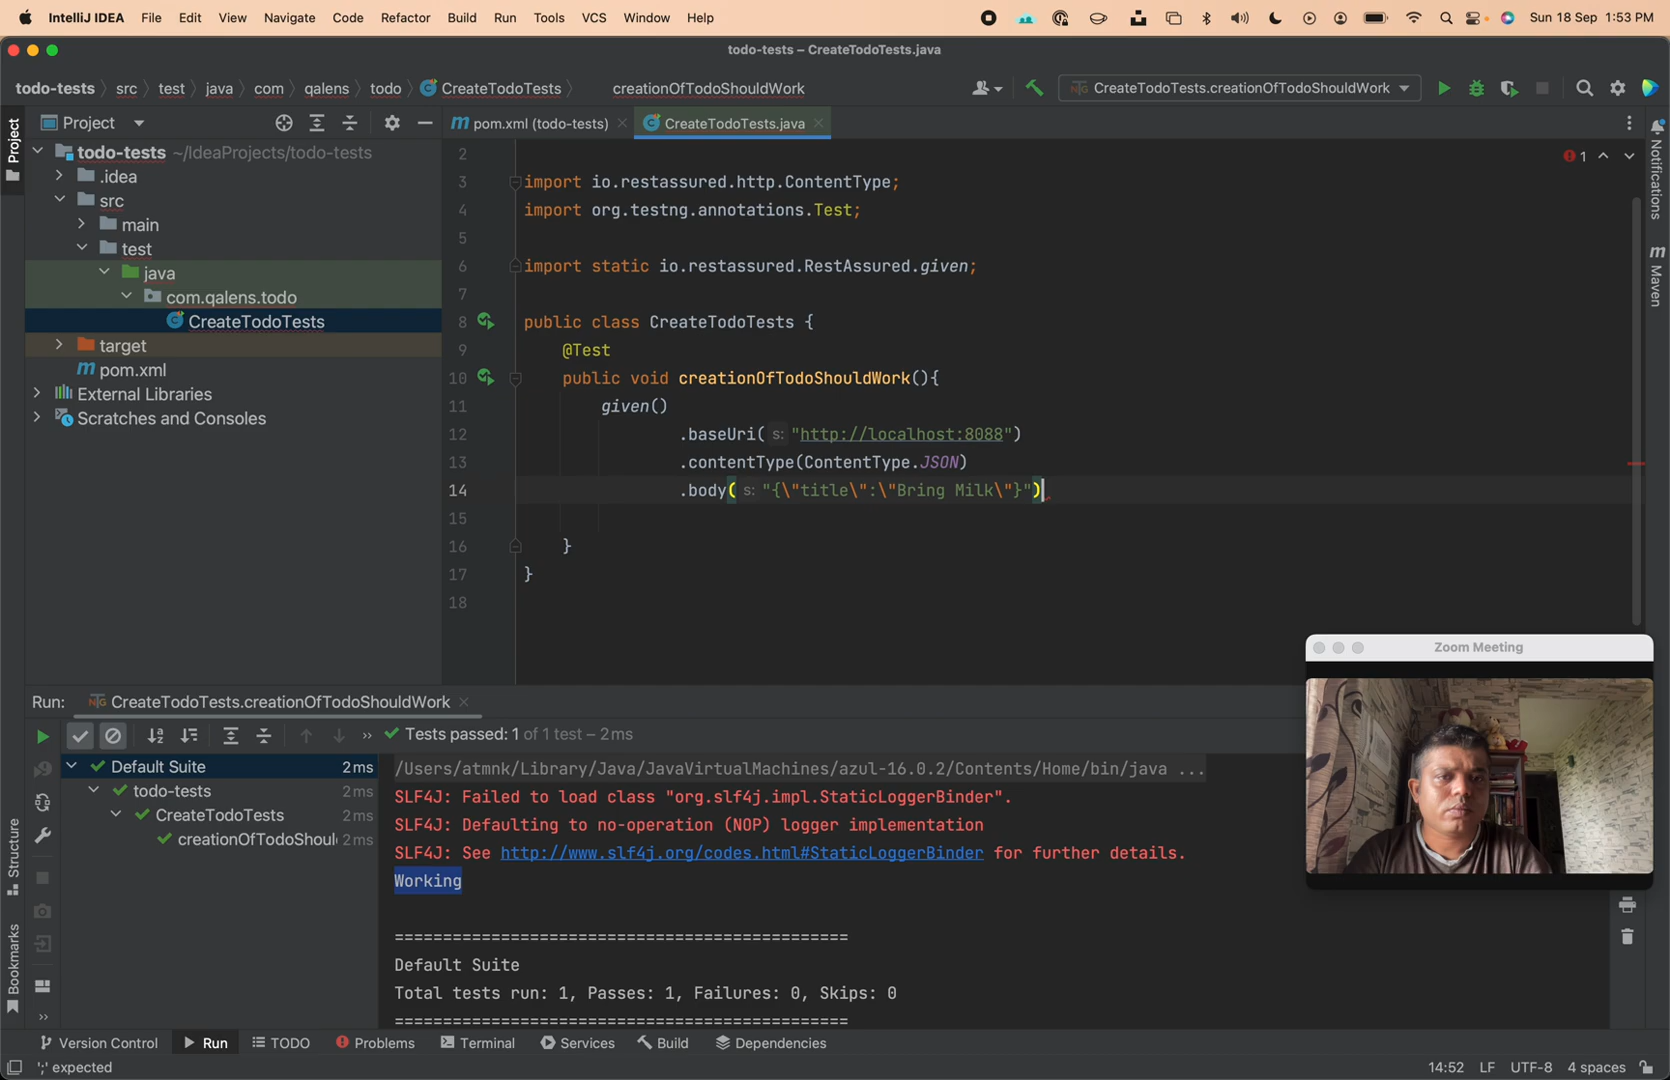 IntelliJ IDEA File Edit View Navigate Code Refactor Build Run Tools VCS Window Help Sun 18 Sep 1:53 PM
todo-tests – CreateTodoTests.java
todo-tests src test java com qalens todo CreateTodoTests creationOfTodoShouldWork CreateTodoTests.creationOfTodoShouldWork
Project
pom.xml (todo-tests) CreateTodoTests.java
Project
todo-tests ~/IdeaProjects/todo-tests
.idea
src
main
test
java
com.qalens.todo
CreateTodoTests
target
pom.xml
External Libraries
Scratches and Consoles
2
3 import io.restassured.http.ContentType;
4 import org.testng.annotations.Test;
5
6 import static io.restassured.RestAssured.given;
7
8 public class CreateTodoTests {
9 @Test
10 public void creationOfTodoShouldWork(){
11 given()
12 .baseUri( s: "http://localhost:8088")
13 .contentType(ContentType.JSON)
14 .body( s: "{\"title\":\"Bring Milk\"}")
15
16 }
17 }
18
1
Notifications
Maven
Zoom Meeting
Run: CreateTodoTests.creationOfTodoShouldWork
Tests passed: 1 of 1 test – 2ms
Default Suite 2ms
todo-tests 2ms
CreateTodoTests 2ms
creationOfTodoShoul 2ms
/Users/atmnk/Library/Java/JavaVirtualMachines/azul-16.0.2/Contents/Home/bin/java ...
SLF4J: Failed to load class "org.slf4j.impl.StaticLoggerBinder".
SLF4J: Defaulting to no-operation (NOP) logger implementation
SLF4J: See http://www.slf4j.org/codes.html#StaticLoggerBinder for further details.
Working
===============================================
Default Suite
Total tests run: 1, Passes: 1, Failures: 0, Skips: 0
===============================================
Structure
Bookmarks
Version Control Run TODO Problems Terminal Services Build Dependencies
';' expected 14:52 LF UTF-8 4 spaces